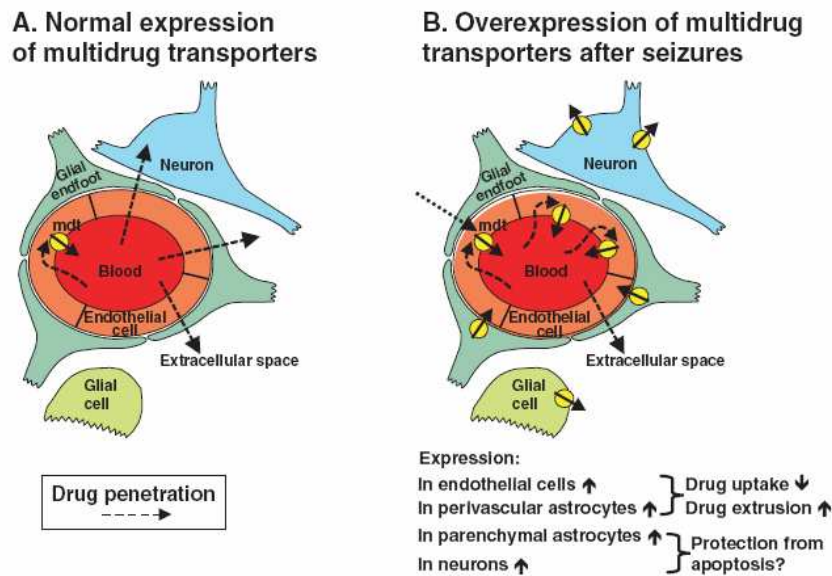 A. Normal expression
of multidrug transporters
Glial
endfoot
Neuron
mdt
Blood
Endothelial
cell
Extracellular space
Glial
cell
Drug penetration
B. Overexpression of multidrug
transporters after seizures
Glial
endfoot
Neuron
mdt
Blood
Endothelial
cell
Extracellular space
Glial
cell
Expression:
In endothelial cells ↑
In perivascular astrocytes ↑
Drug uptake ↓
Drug extrusion ↑
In parenchymal astrocytes ↑
In neurons ↑
Protection from
apoptosis?